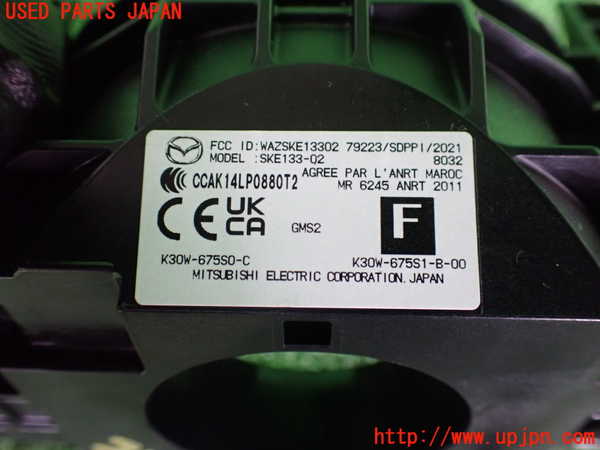 USED PARTS JAPAN
FCC ID:WAZSKE13302 79223/SDPPI/2021
MODEL :SKE133-02 8032
CCAK14LP0880T2 AGREE PAR L'ANRT MAROC
MR 6245 ANRT 2011
CE UK
CA GMS2 F
K30W-675S0-C K30W-675S1-B-00
MITSUBISHI ELECTRIC CORPORATION.JAPAN
UPJ http://www.upjpn.com/